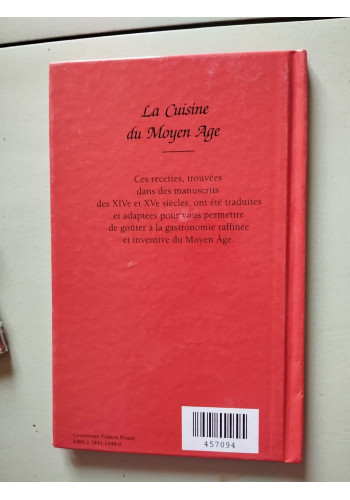 La Cuisine
du Moyen Age
Ces recettes, trouvées
dans des manuscrits
des XIVe et XVe siècles, ont été traduites
et adaptées pour vous permettre
de goûter à la gastronomie raffinée
et inventive du Moyen Âge.
457094